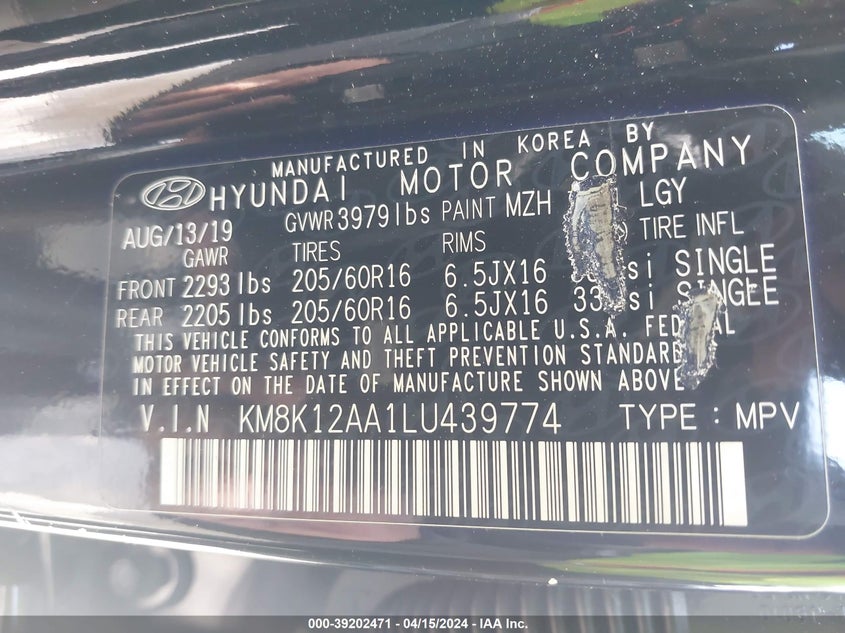 MANUFACTURED IN KOREA BY
HYUNDAI MOTOR COMPANY
AUG/13/19 GVWR 3979 lbs PAINT MZH LGY
GAWR TIRES RIMS TIRE INFL
FRONT 2293 lbs 205/60R16 6.5JX16 SINGLE
REAR 2205 lbs 205/60R16 6.5JX16 SINGLE
THIS VEHICLE CONFORMS TO ALL APPLICABLE U.S.A. FEDERAL
MOTOR VEHICLE SAFETY AND THEFT PREVENTION STANDARD
IN EFFECT ON THE DATE OF MANUFACTURE SHOWN ABOVE
V.I.N KM8K12AA1LU439774 TYPE : MPV
000-39202471 - 04/15/2024 - IAA Inc.